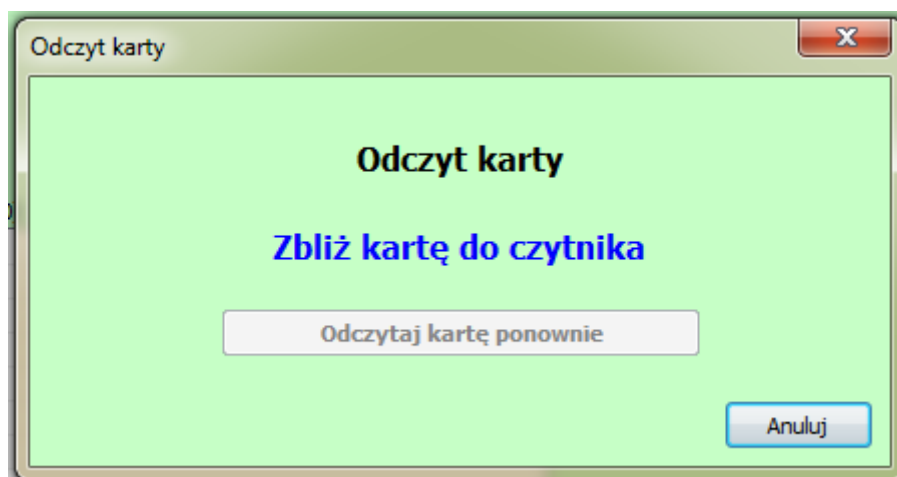 Odczyt karty
Odczyt karty
Zbliż kartę do czytnika
Odczytaj kartę ponownie
Anuluj